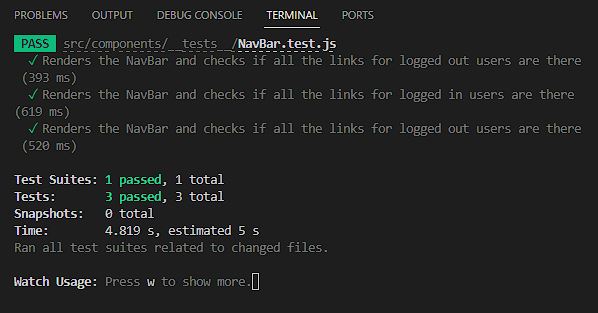 PROBLEMS OUTPUT DEBUG CONSOLE TERMINAL PORTS
PASS src/components/__tests__/NavBar.test.js
✓ Renders the NavBar and checks if all the links for logged out users are there
(393 ms)
✓ Renders the NavBar and checks if all the links for logged in users are there
(619 ms)
✓ Renders the NavBar and checks if all the links for logged out users are there
(520 ms)
Test Suites: 1 passed, 1 total
Tests: 3 passed, 3 total
Snapshots: 0 total
Time: 4.819 s, estimated 5 s
Ran all test suites related to changed files.
Watch Usage: Press w to show more.